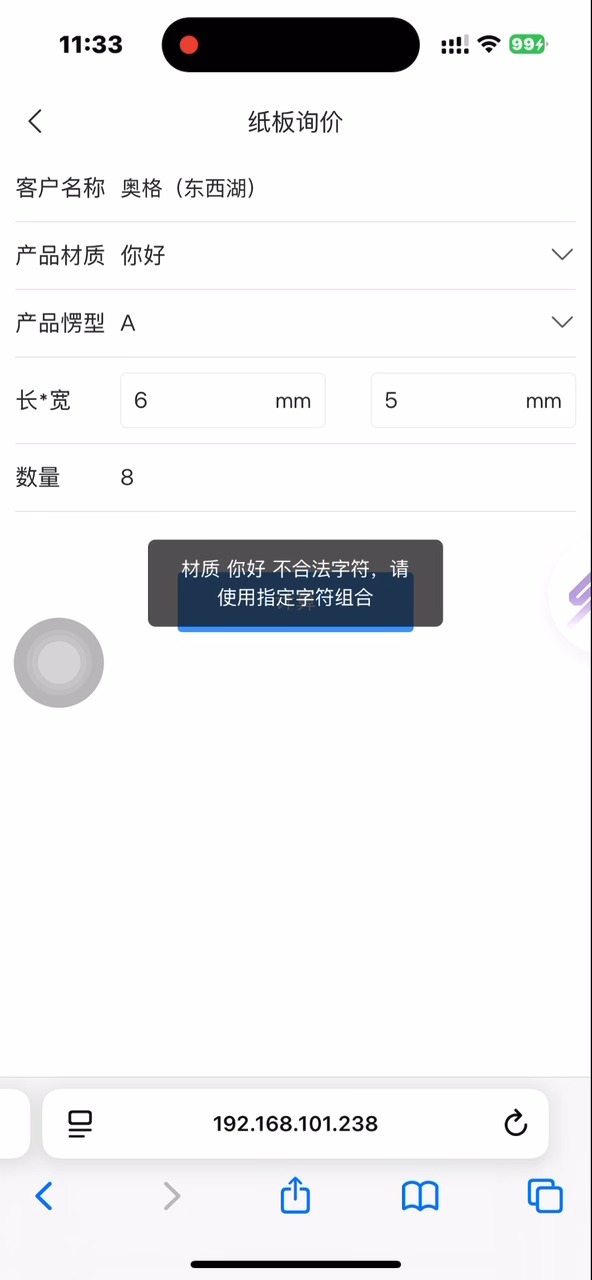 11:33
99
纸板询价
客户名称 奥格（东西湖）
产品材质 你好
产品愣型 A
长*宽 6 mm 5 mm
数量 8
材质 你好 不合法字符，请
使用指定字符组合
192.168.101.238